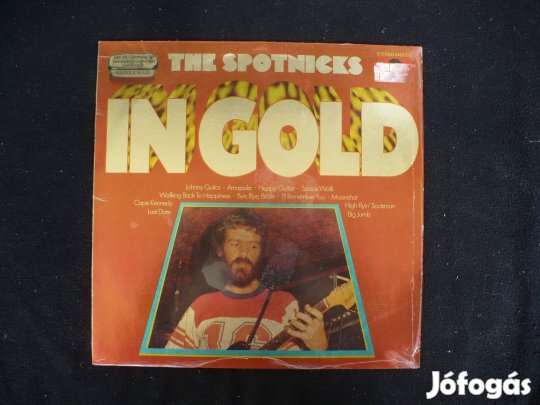 THE SPOTNICKS
IN GOLD
Johnny Guitar - Amapola - Happy Guitar - Space Walk
Walking Back To Happiness - Bye, Bye, Birdie - I'll Remember You - Moonshot
Cape Kennedy
High Flyin' Scotsman
Last Date
Big Jumb
Jófogás